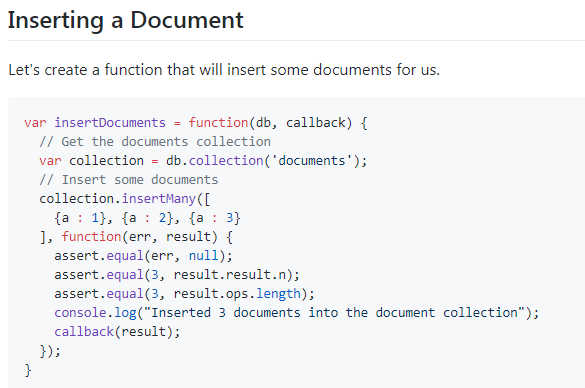 Inserting a Document
Let's create a function that will insert some documents for us.
var insertDocuments = function(db, callback) {
  // Get the documents collection
  var collection = db.collection('documents');
  // Insert some documents
  collection.insertMany([
    {a : 1}, {a : 2}, {a : 3}
  ], function(err, result) {
    assert.equal(err, null);
    assert.equal(3, result.result.n);
    assert.equal(3, result.ops.length);
    console.log("Inserted 3 documents into the document collection");
    callback(result);
  });
}